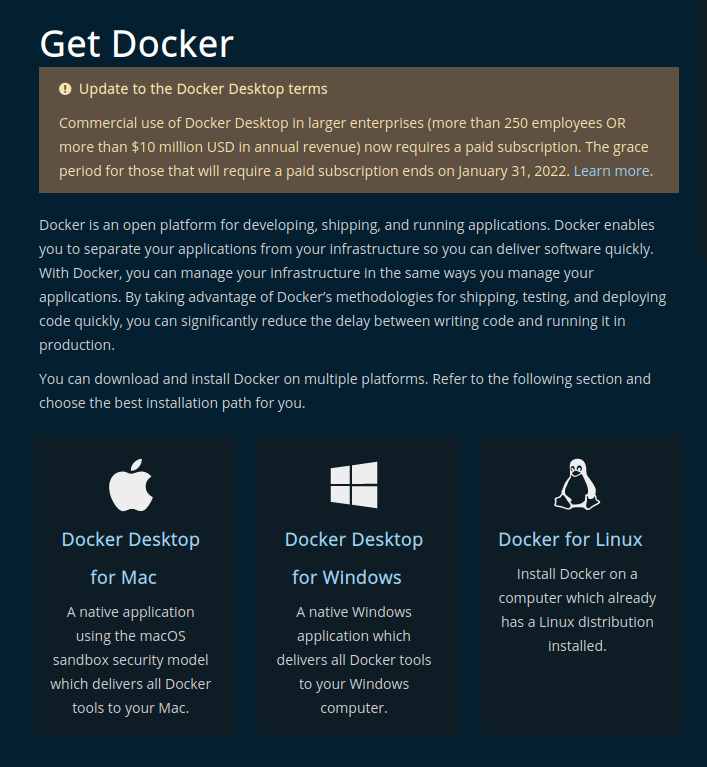 Get Docker
Update to the Docker Desktop terms
Commercial use of Docker Desktop in larger enterprises (more than 250 employees OR
more than $10 million USD in annual revenue) now requires a paid subscription. The grace
period for those that will require a paid subscription ends on January 31, 2022. Learn more.
Docker is an open platform for developing, shipping, and running applications. Docker enables
you to separate your applications from your infrastructure so you can deliver software quickly.
With Docker, you can manage your infrastructure in the same ways you manage your
applications. By taking advantage of Docker’s methodologies for shipping, testing, and deploying
code quickly, you can significantly reduce the delay between writing code and running it in
production.
You can download and install Docker on multiple platforms. Refer to the following section and
choose the best installation path for you.
Docker Desktop
for Mac
A native application
using the macOS
sandbox security model
which delivers all Docker
tools to your Mac.
Docker Desktop
for Windows
A native Windows
application which
delivers all Docker tools
to your Windows
computer.
Docker for Linux
Install Docker on a
computer which already
has a Linux distribution
installed.